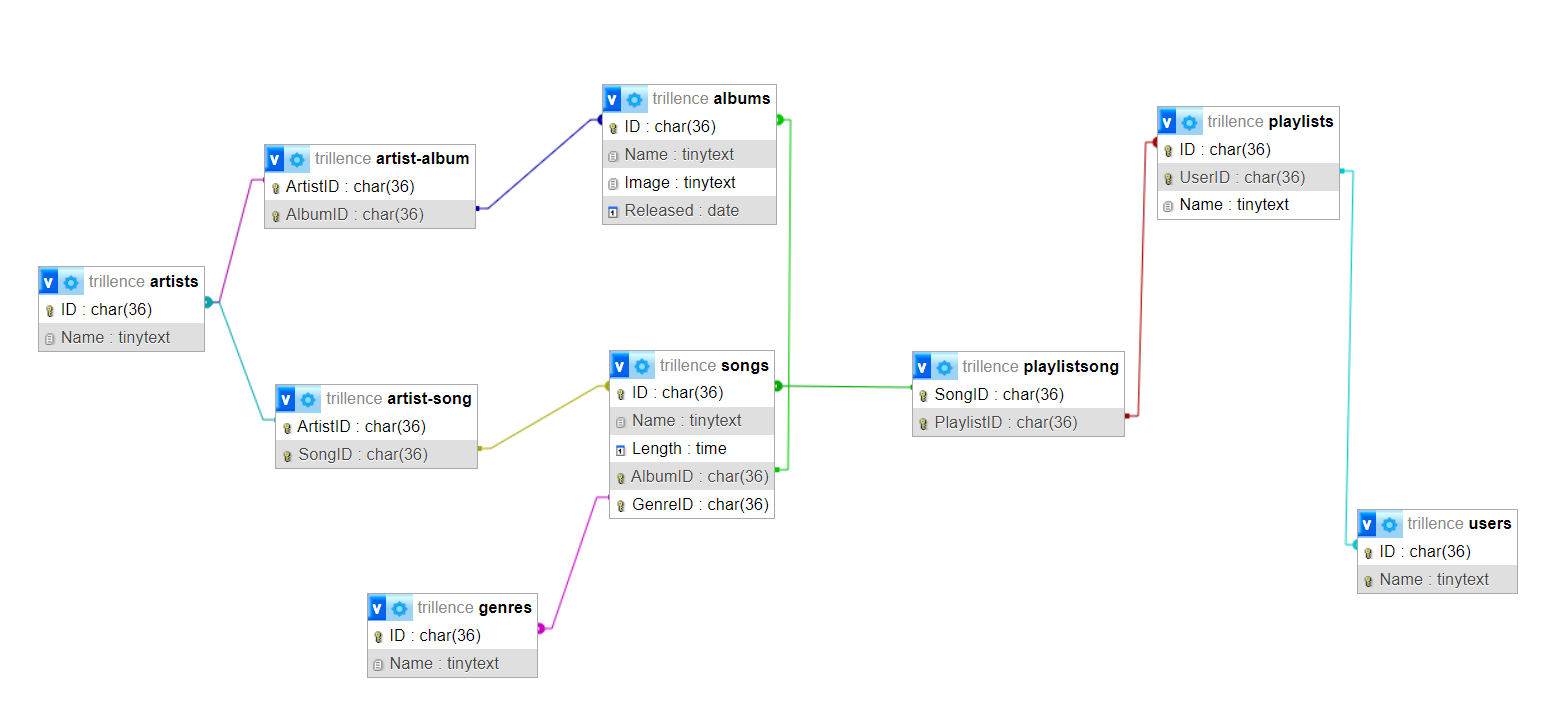 v trillence albums
ID : char(36)
Name : tinytext
Image : tinytext
Released : date
v trillence playlists
ID : char(36)
UserID : char(36)
Name : tinytext
v trillence artist-album
ArtistID : char(36)
AlbumID : char(36)
v trillence artists
ID : char(36)
Name : tinytext
v trillence artist-song
ArtistID : char(36)
SongID : char(36)
v trillence songs
ID : char(36)
Name : tinytext
Length : time
AlbumID : char(36)
GenreID : char(36)
v trillence playlistsong
SongID : char(36)
PlaylistID : char(36)
v trillence users
ID : char(36)
Name : tinytext
v trillence genres
ID : char(36)
Name : tinytext